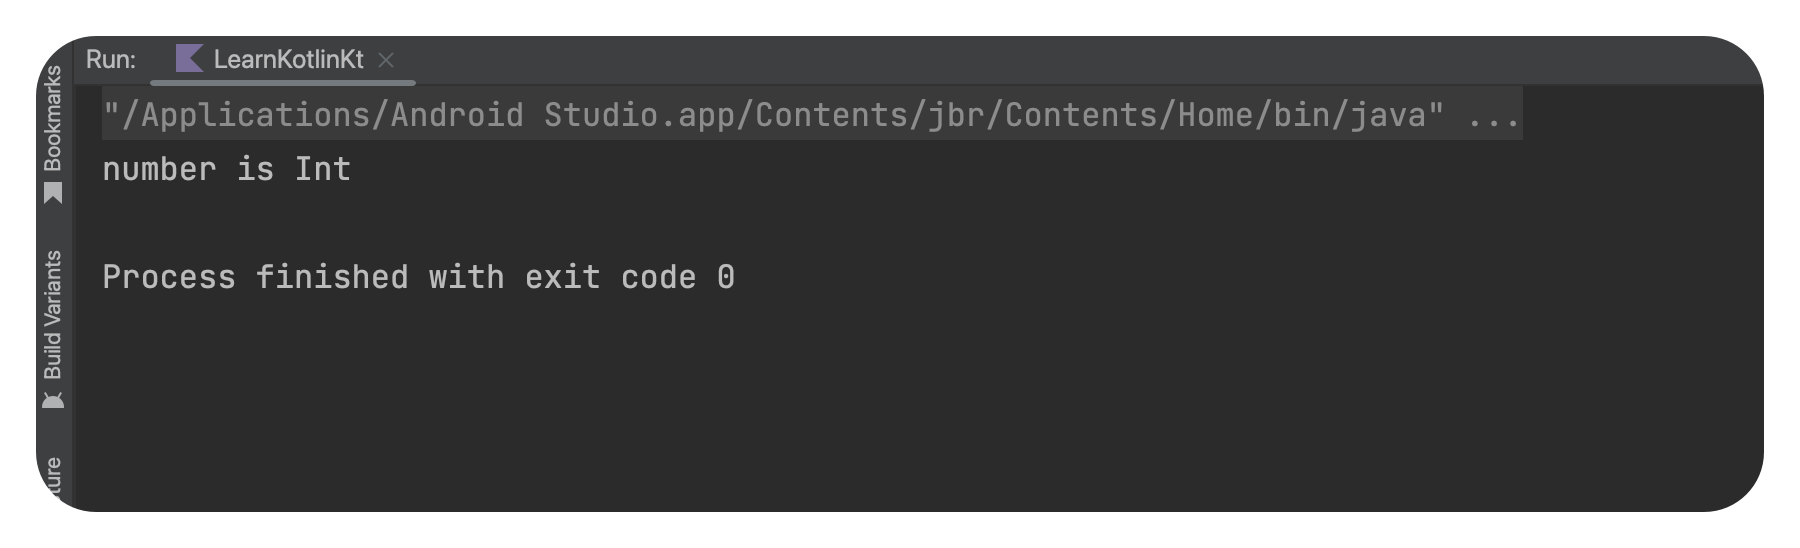 Run: LearnKotlinKt
"/Applications/Android Studio.app/Contents/jbr/Contents/Home/bin/java" ...
number is Int
Process finished with exit code 0
Bookmarks
Build Variants